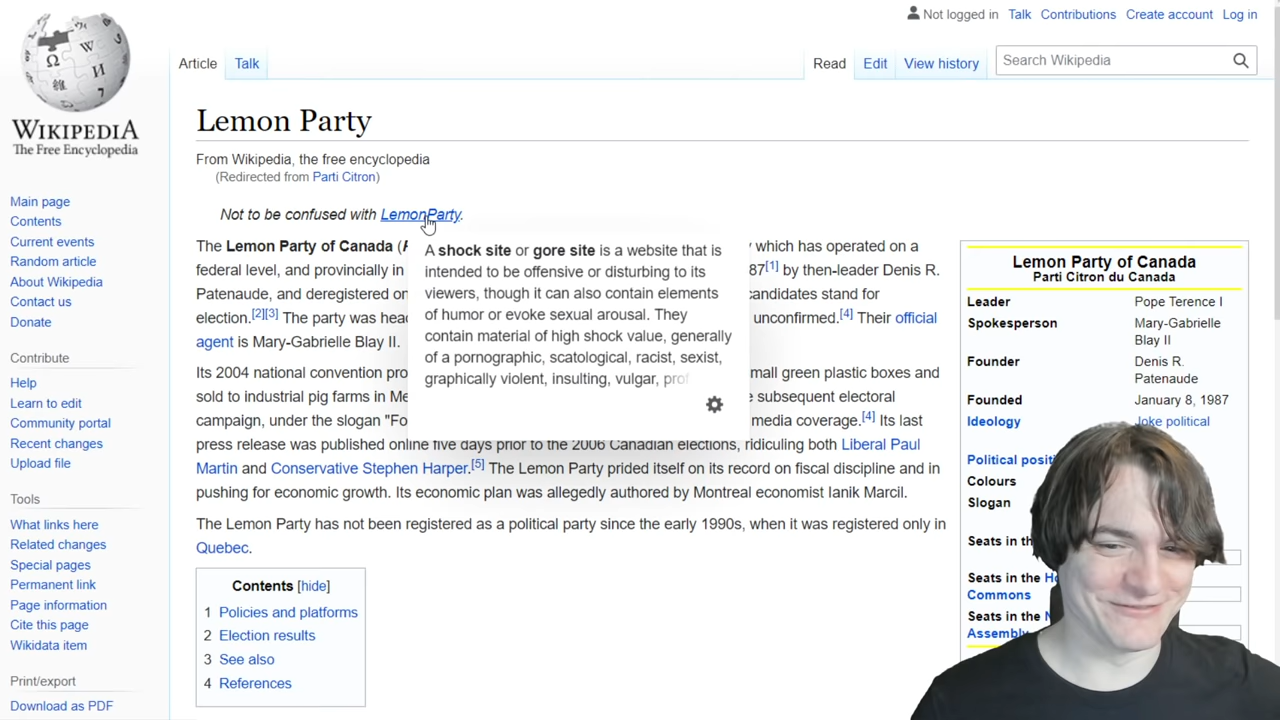 Not logged in Talk Contributions Create account Log in
Article Talk Read Edit View history Search Wikipedia
WIKIPEDIA
The Free Encyclopedia
Main page
Contents
Current events
Random article
About Wikipedia
Contact us
Donate
Contribute
Help
Learn to edit
Community portal
Recent changes
Upload file
Tools
What links here
Related changes
Special pages
Permanent link
Page information
Cite this page
Wikidata item
Print/export
Download as PDF
Lemon Party
From Wikipedia, the free encyclopedia
(Redirected from Parti Citron)
Not to be confused with LemonParty.
The Lemon Party of Canada ( which has operated on a
federal level, and provincially in 87[1] by then-leader Denis R.
Patenaude, and deregistered on candidates stand for
election.[2][3] The party was unconfirmed.[4] Their official
agent is Mary-Gabrielle Blay II.
Its 2004 national convention small green plastic boxes and
sold to industrial pig farms in subsequent electoral
campaign, under the slogan media coverage.[4] Its last
press release was published online five days prior to the 2006 Canadian elections, ridiculing both Liberal Paul
Martin and Conservative Stephen Harper.[5] The Lemon Party prided itself on its record on fiscal discipline and in
pushing for economic growth. Its economic plan was allegedly authored by Montreal economist Ianik Marcil.
The Lemon Party has not been registered as a political party since the early 1990s, when it was registered only in
Quebec.
A shock site or gore site is a website that is
intended to be offensive or disturbing to its
viewers, though it can also contain elements
of humor or evoke sexual arousal. They
contain material of high shock value, generally
of a pornographic, scatological, racist, sexist,
graphically violent, insulting, vulgar, prof
Contents [hide]
1 Policies and platforms
2 Election results
3 See also
4 References
Lemon Party of Canada
Parti Citron du Canada
Leader Pope Terence I
Spokesperson Mary-Gabrielle
Blay II
Founder Denis R.
Patenaude
Founded January 8, 1987
Ideology Joke political
Political
Colours
Slogan
Seats in the
Seats in the
Commons
Seats in the
Assembly